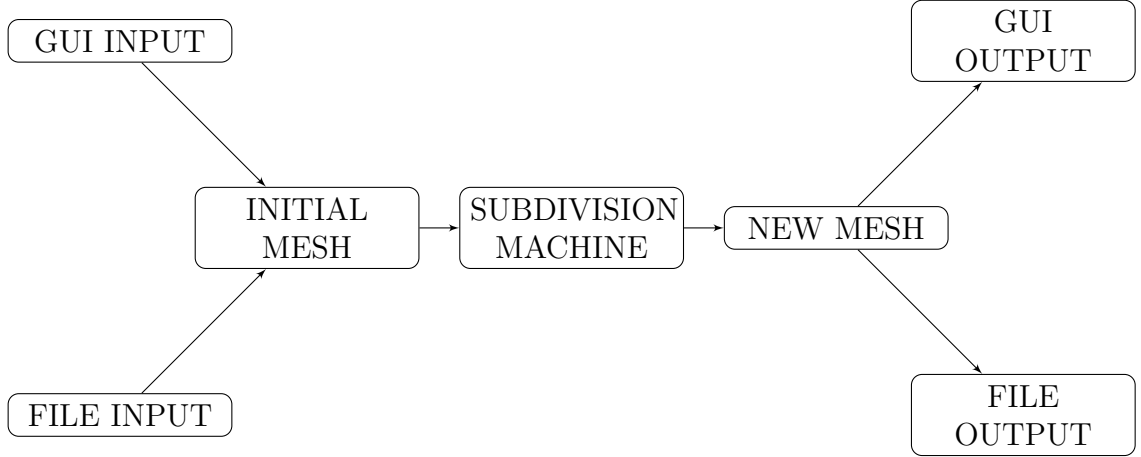 GUI INPUT
GUI
OUTPUT
INITIAL
MESH
SUBDIVISION
MACHINE
NEW MESH
FILE INPUT
FILE
OUTPUT